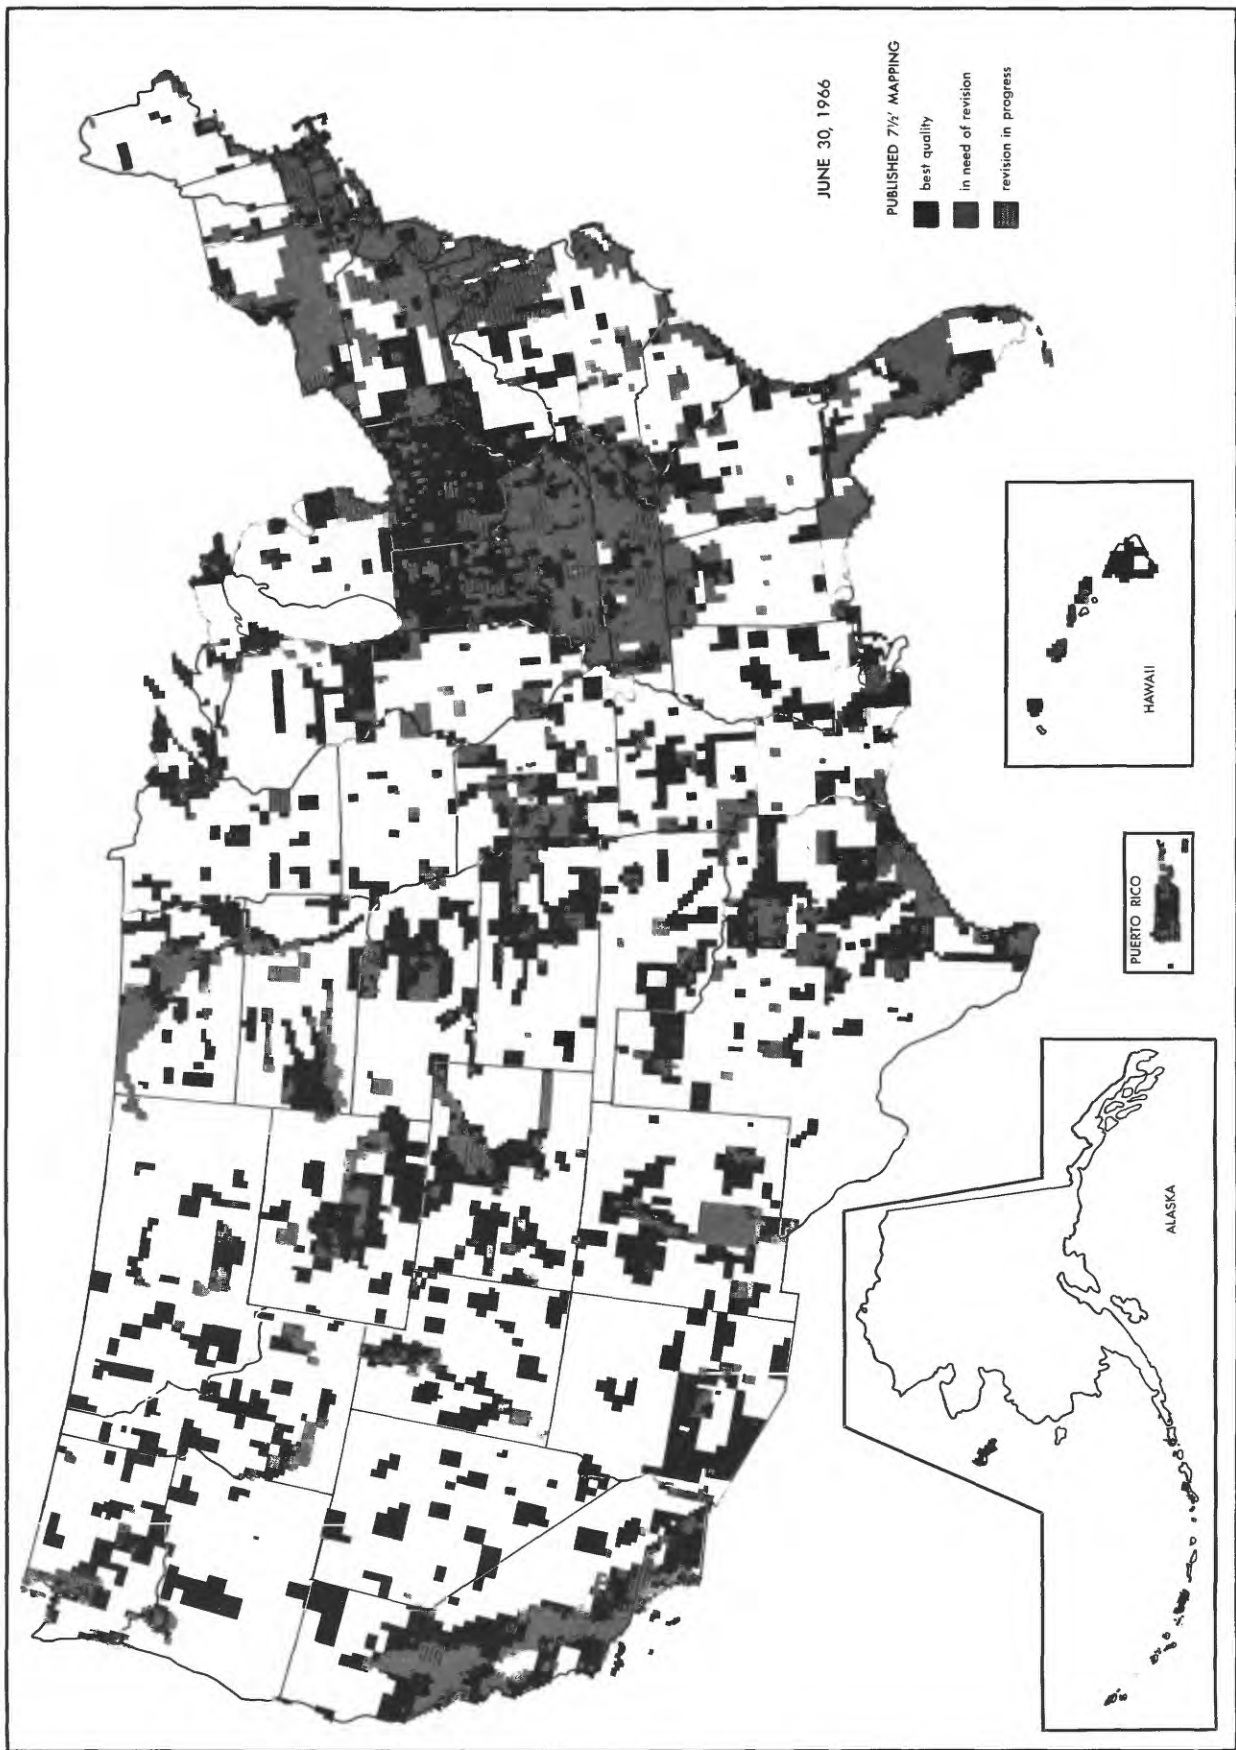 JUNE 30, 1966
PUBLISHED 7½' MAPPING
best quality
in need of revision
revision in progress
HAWAII
PUERTO RICO
ALASKA